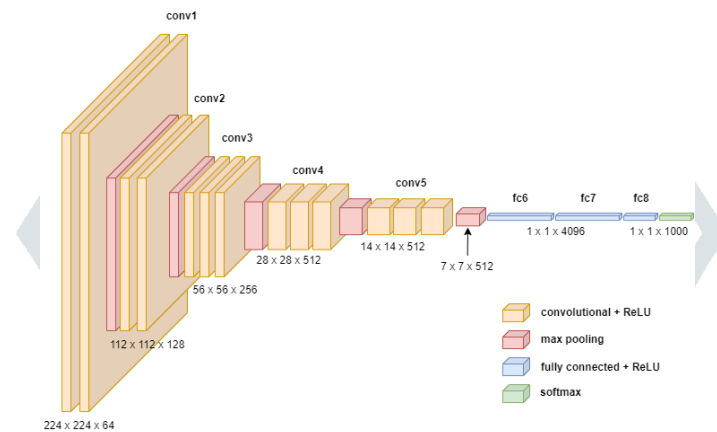 conv1
conv2
conv3
conv4
conv5
fc6
fc7
fc8
1 x 1 x 4096
1 x 1 x 1000
14 x 14 x 512
28 x 28 x 512
7 x 7 x 512
56 x 56 x 256
112 x 112 x 128
224 x 224 x 64
convolutional + ReLU
max pooling
fully connected + ReLU
softmax